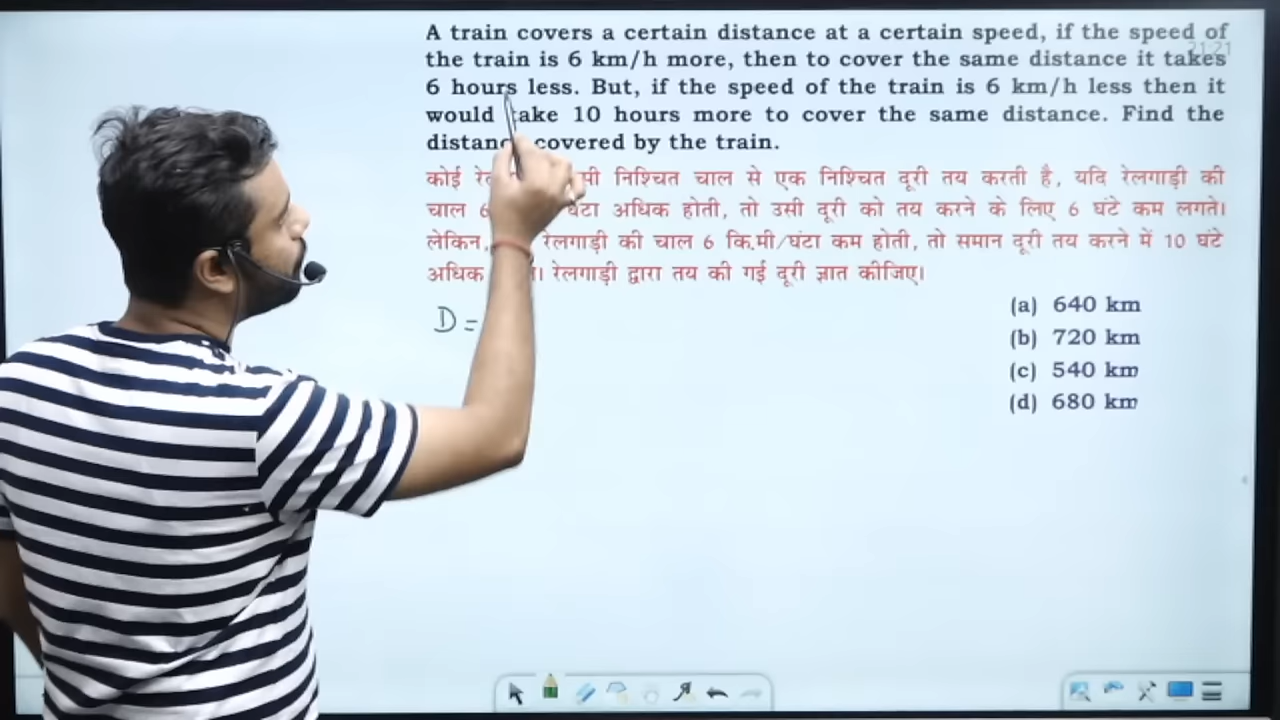 A train covers a certain distance at a certain speed, if the speed of
the train is 6 km/h more, then to cover the same distance it takes
6 hours less. But, if the speed of the train is 6 km/h less then it
would take 10 hours more to cover the same distance. Find the
distance covered by the train.
कोई निश्चित चाल से एक निश्चित दूरी तय करती है, यदि रेलगाड़ी की
चाल 6 घंटा अधिक होती, तो उसी दूरी को तय करने के लिए 6 घंटे कम लगते।
लेकिन, रेलगाड़ी की चाल 6 कि.मी/घंटा कम होती, तो समान दूरी तय करने में 10 घंटे
अधिक रेलगाड़ी द्वारा तय की गई दूरी ज्ञात कीजिए।
D =
(a) 640 km
(b) 720 km
(c) 540 km
(d) 680 km
21:21